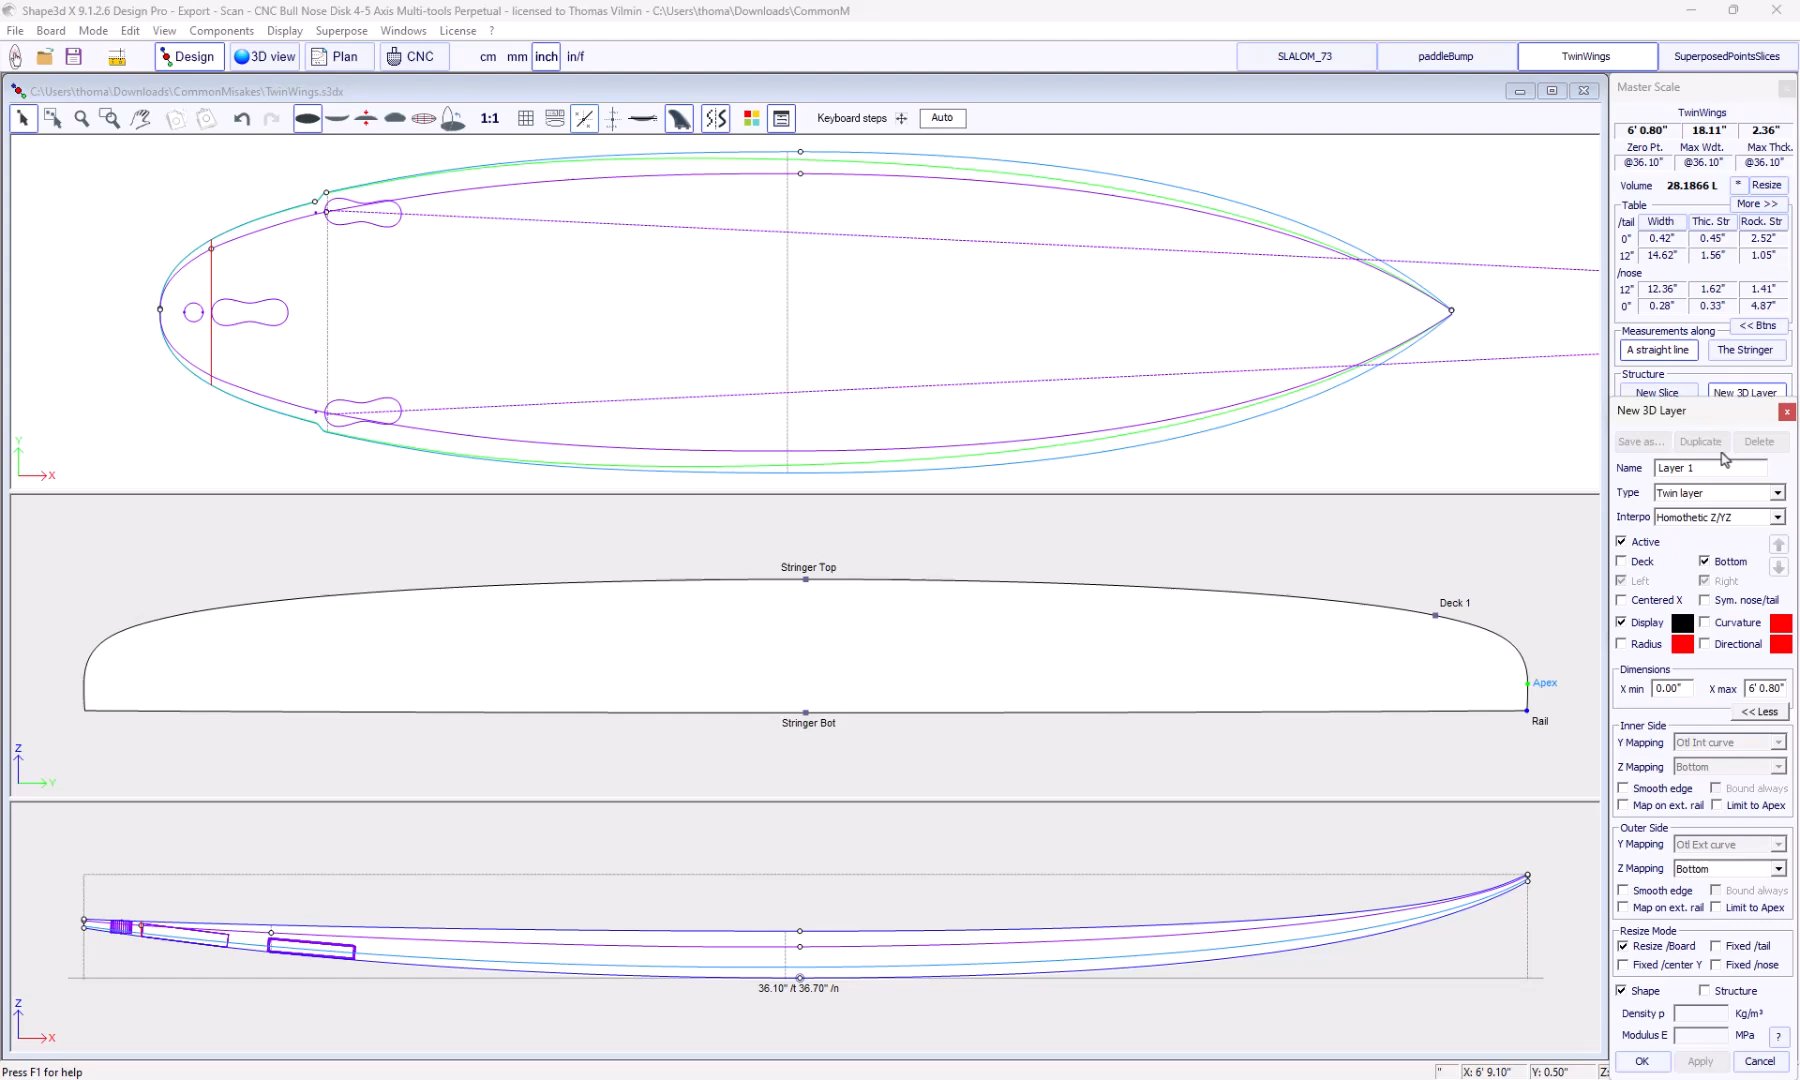 Shape3d X 9.1.2.6 Design Pro - Export - Scan - CNC Bull Nose Disk 4-5 Axis Multi-tools Perpetual - licensed to Thomas Vilmin - C:\Users\thoma\Downloads\CommonM
File Board Mode Edit View Components Display Superpose Windows License ?
Design 3D view Plan CNC cm mm inch in/f SLALOM_73 paddleBump TwinWings SuperposedPointsSlices
C:\Users\thoma\Downloads\CommonMisakes\TwinWings.s3dx
1:1 Keyboard steps Auto
Y
X
Stringer Top
Deck 1
Apex
Stringer Bot
Rail
Z
Y
36.10" /t 36.70" /n
Z
X
Master Scale
TwinWings
6' 0.80" 18.11" 2.36"
Zero Pt. Max Wdt. Max Thck.
@36.10" @36.10" @36.10"
Volume 28.1866 L * Resize
Table More >>
/tail Width Thic. Str Rock. Str
0" 0.42" 0.45" 2.52"
12" 14.62" 1.56" 1.05"
/nose
12" 12.36" 1.62" 1.41"
0" 0.28" 0.33" 4.87"
Measurements along << Btns
A straight line The Stringer
Structure
New Slice New 3D Layer
New 3D Layer x
Save as... Duplicate Delete
Name Layer 1
Type Twin layer
Interpo Homothetic Z/YZ
Active
Deck Bottom
Left Right
Centered X Sym. nose/tail
Display Curvature
Radius Directional
Dimensions
X min 0.00" X max 6' 0.80"
<< Less
Inner Side
Y Mapping Otl Int curve
Z Mapping Bottom
Smooth edge Bound always
Map on ext. rail Limit to Apex
Outer Side
Y Mapping Otl Ext curve
Z Mapping Bottom
Smooth edge Bound always
Map on ext. rail Limit to Apex
Resize Mode
Resize /Board Fixed /tail
Fixed /center Y Fixed /nose
Shape Structure
Density ρ Kg/m³
Modulus E MPa ?
OK Apply Cancel
Press F1 for help " X: 6' 9.10" Y: 0.50" Z: